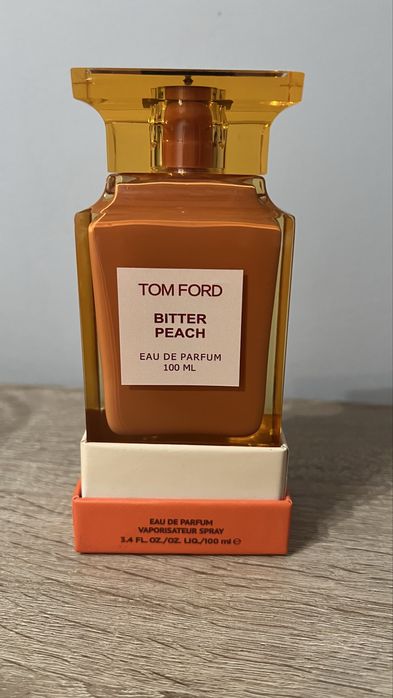 TOM FORD
BITTER
PEACH
EAU DE PARFUM
100 ML
EAU DE PARFUM
VAPORISATEUR SPRAY
3.4 FL. OZ./OZ. LIQ./100 ml ℮